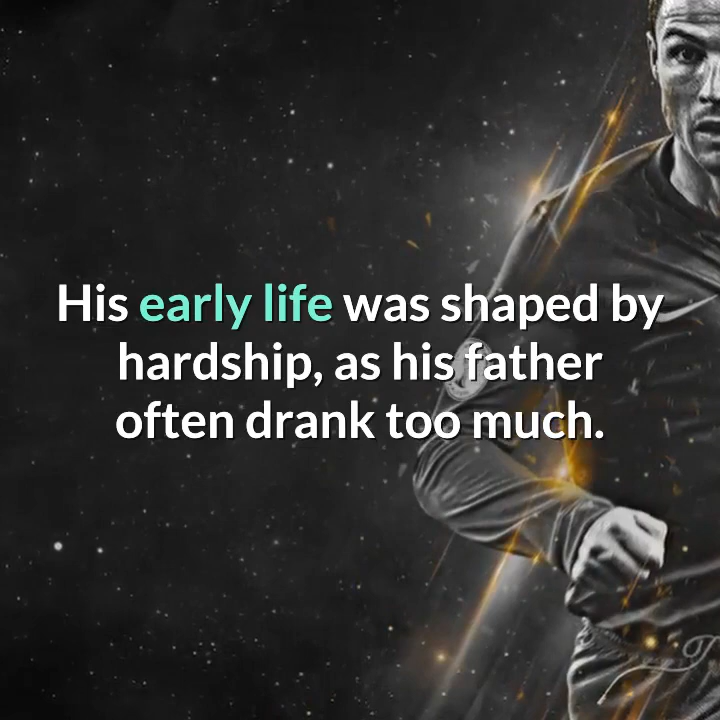 His early life was shaped by
hardship, as his father
often drank too much.